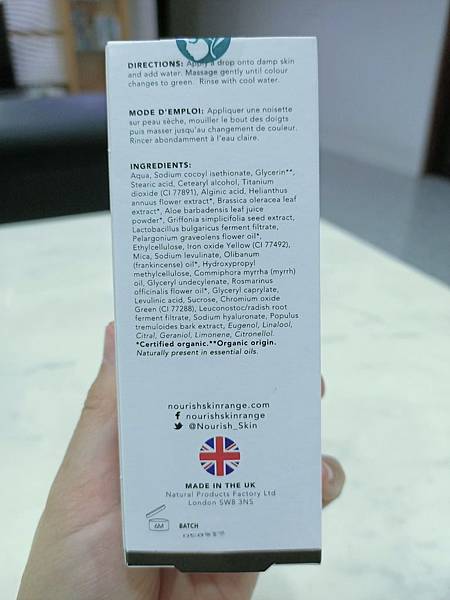 DIRECTIONS: Apply a drop onto damp skin
and add water. Massage gently until colour
changes to green. Rinse with cool water.
MODE D'EMPLOI: Appliquer une noisette
sur peau sèche, mouiller le bout des doigts
puis masser jusqu'au changement de couleur.
Rincer abondamment à l'eau claire.
INGREDIENTS:
Aqua, Sodium cocoyl isethionate, Glycerin**,
Stearic acid, Cetearyl alcohol, Titanium
dioxide (CI 77891), Alginic acid, Helianthus
annuus flower extract*, Brassica oleracea leaf
extract*, Aloe barbadensis leaf juice
powder*, Griffonia simplicifolia seed extract,
Lactobacillus bulgaricus ferment filtrate,
Pelargonium graveolens flower oil*,
Ethylcellulose, Iron oxide Yellow (CI 77492),
Mica, Sodium levulinate, Olibanum
(frankincense) oil*, Hydroxypropyl
methylcellulose, Commiphora myrrha (myrrh)
oil, Glyceryl undecylenate, Rosmarinus
officinalis flower oil*, Glyceryl caprylate,
Levulinic acid, Sucrose, Chromium oxide
Green (CI 77288), Leuconostoc/radish root
ferment filtrate, Sodium hyaluronate, Populus
tremuloides bark extract, Eugenol, Linalool,
Citral, Geraniol, Limonene, Citronellol.
*Certified organic.**Organic origin.
Naturally present in essential oils.
nourishskinrange.com
nourishskinrange
@Nourish_Skin
MADE IN THE UK
Natural Products Factory Ltd
London SW8 3NS
6M
BATCH